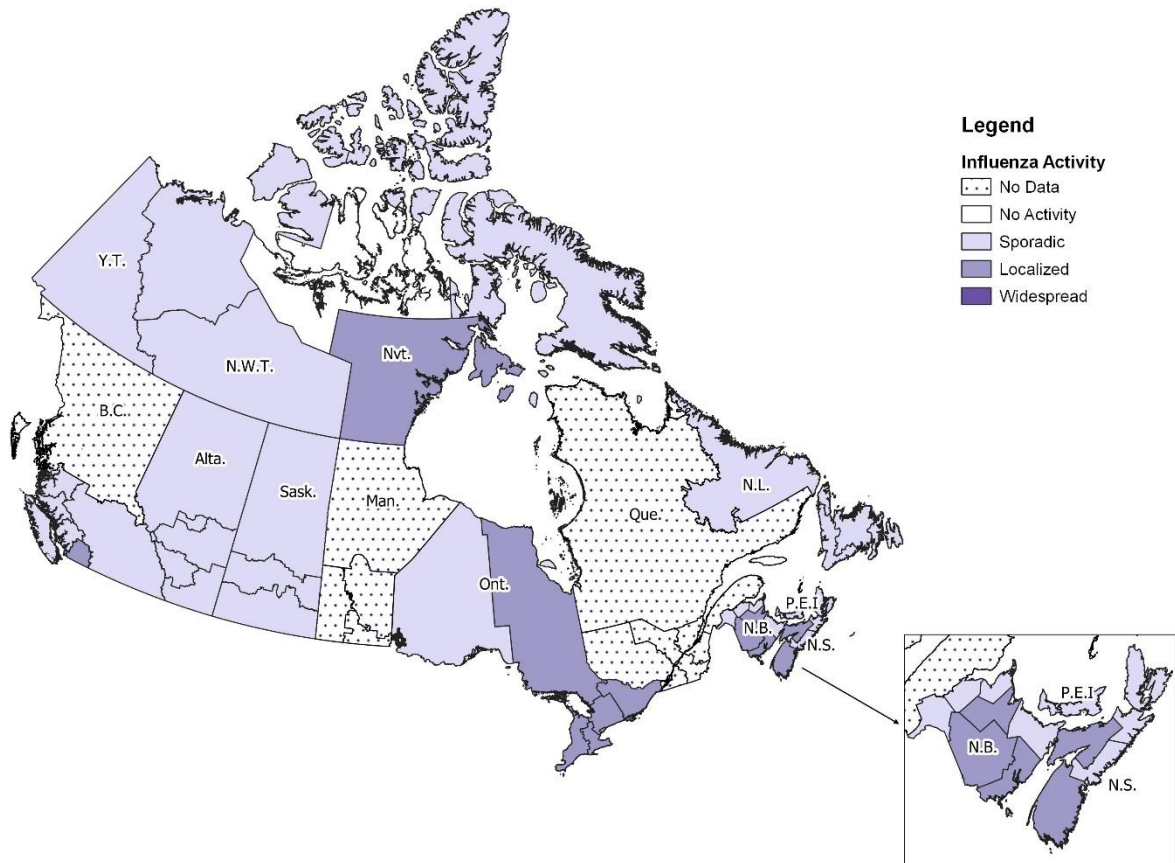 Legend
Influenza Activity
No Data
No Activity
Sporadic
Localized
Widespread
Y.T.
N.W.T.
Nvt.
B.C.
Alta.
Sask.
Man.
Ont.
Que.
N.L.
P.E.I
N.B.
N.S.
P.E.I
N.B.
N.S.